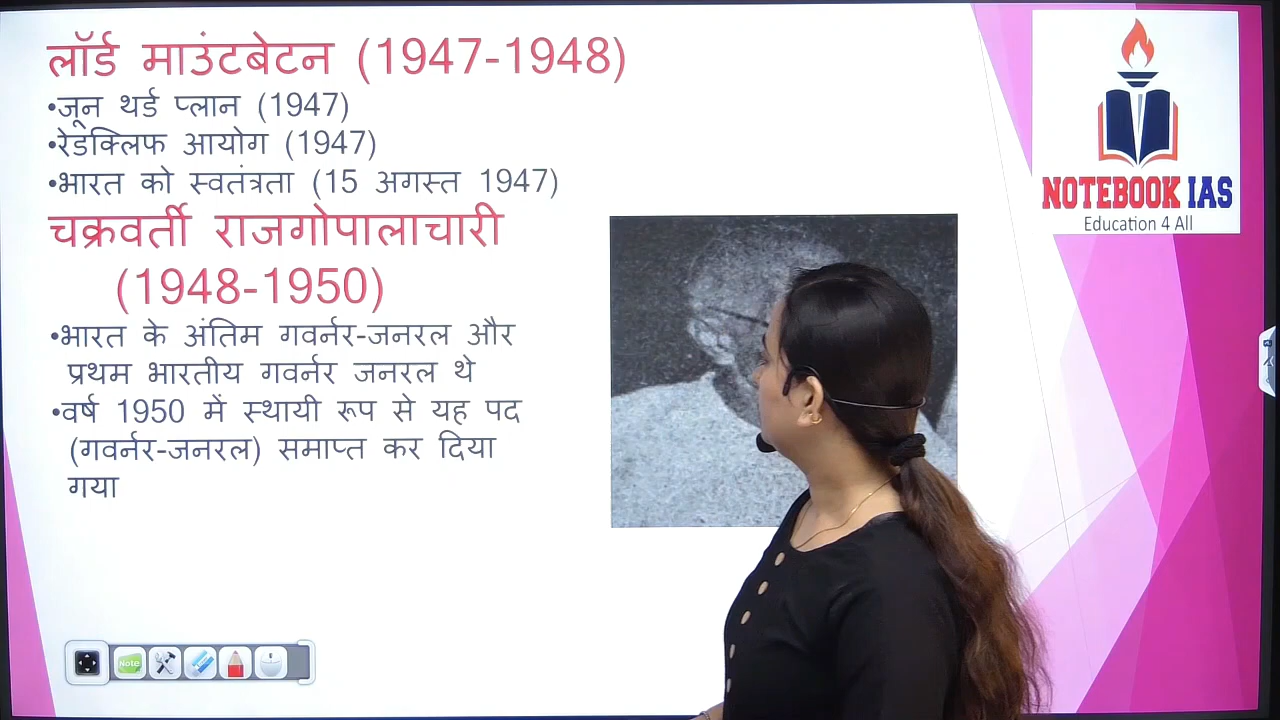 लॉर्ड माउंटबेटन (1947-1948)
•जून थर्ड प्लान (1947)
•रेडक्लिफ आयोग (1947)
•भारत को स्वतंत्रता (15 अगस्त 1947)
चक्रवर्ती राजगोपालाचारी
(1948-1950)
•भारत के अंतिम गवर्नर-जनरल और
प्रथम भारतीय गवर्नर जनरल थे
•वर्ष 1950 में स्थायी रूप से यह पद
(गवर्नर-जनरल) समाप्त कर दिया
गया
NOTEBOOK IAS
Education 4 All
Note